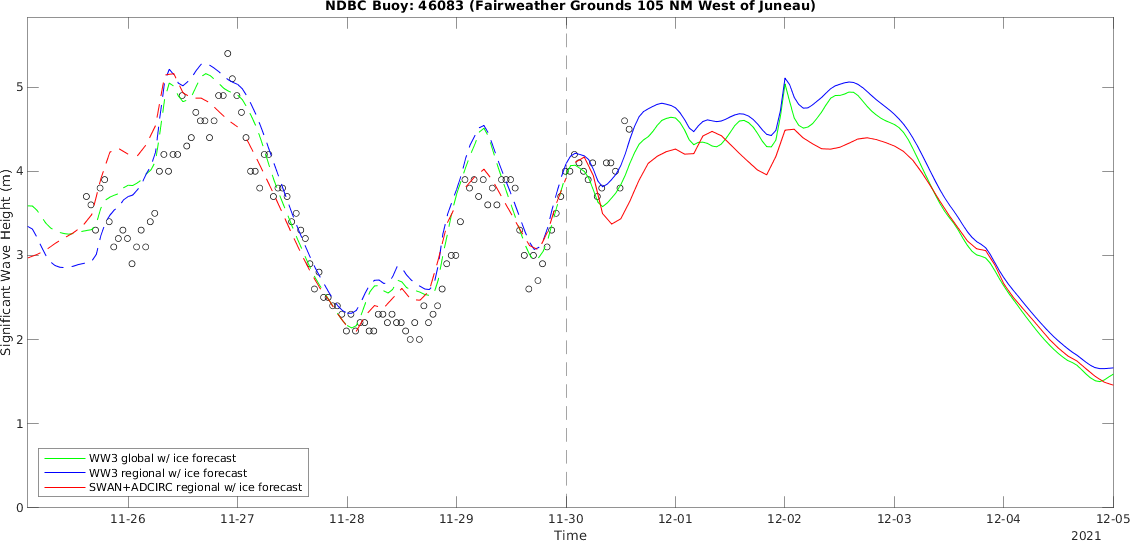 NDBC Buoy: 46083 (Fairweather Grounds 105 NM West of Juneau)
Significant Wave Height (m)
5
4
3
2
1
0
WW3 global w/ ice forecast
WW3 regional w/ ice forecast
SWAN+ADCIRC regional w/ ice forecast
11-26 11-27 11-28 11-29 11-30 12-01 12-02 12-03 12-04 12-05
Time
2021